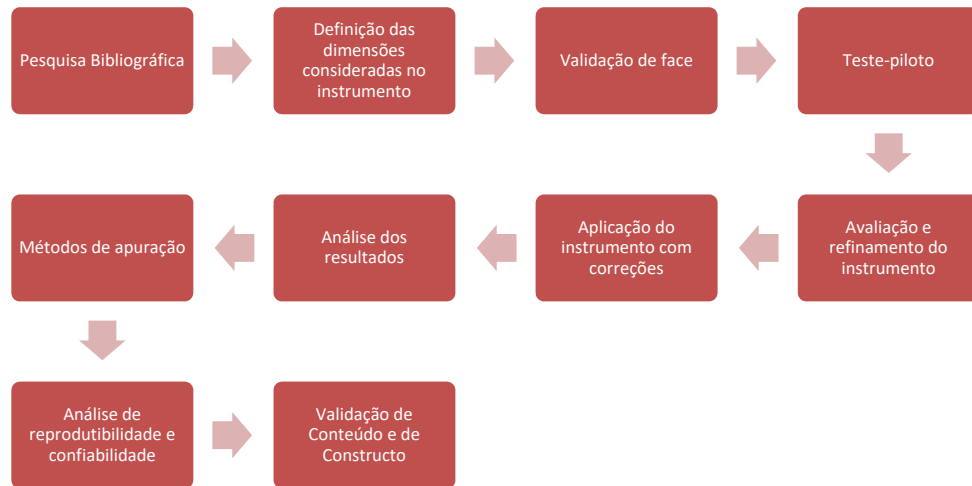 Pesquisa Bibliográfica
Definição das
dimensões
consideradas no
instrumento
Validação de face
Teste-piloto
Avaliação e
refinamento do
instrumento
Aplicação do
instrumento com
correções
Análise dos
resultados
Métodos de apuração
Análise de
reprodutibilidade e
confiabilidade
Validação de
Conteúdo e de
Constructo